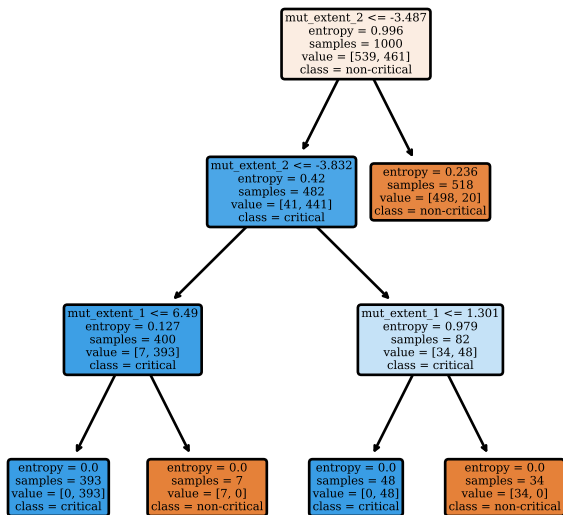 mut_extent_2 <= -3.487
entropy = 0.996
samples = 1000
value = [539, 461]
class = non-critical
mut_extent_2 <= -3.832
entropy = 0.42
samples = 482
value = [41, 441]
class = critical
entropy = 0.236
samples = 518
value = [498, 20]
class = non-critical
mut_extent_1 <= 6.49
entropy = 0.127
samples = 400
value = [7, 393]
class = critical
mut_extent_1 <= 1.301
entropy = 0.979
samples = 82
value = [34, 48]
class = critical
entropy = 0.0
samples = 393
value = [0, 393]
class = critical
entropy = 0.0
samples = 7
value = [7, 0]
class = non-critical
entropy = 0.0
samples = 48
value = [0, 48]
class = critical
entropy = 0.0
samples = 34
value = [34, 0]
class = non-critical